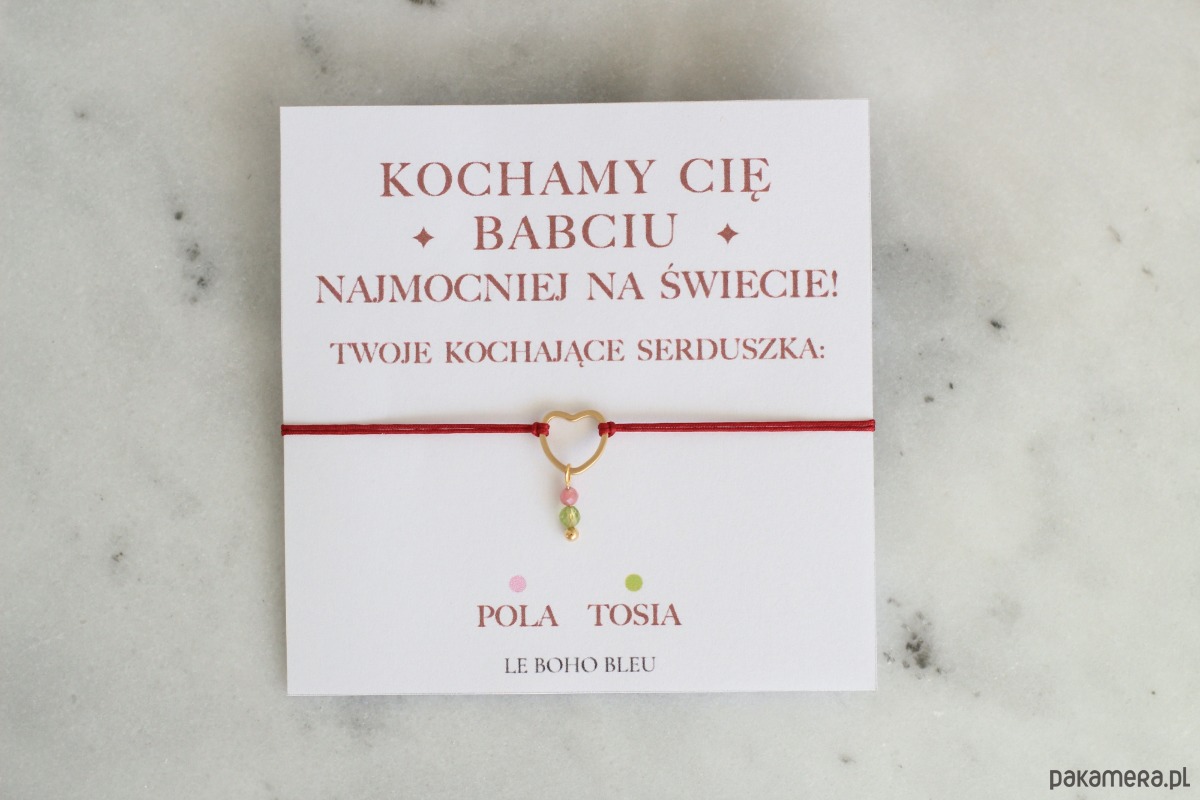 KOCHAMY CIĘ
BABCIU
NAJMOCNIEJ NA ŚWIECIE!
TWOJE KOCHAJĄCE SERDUSZKA:
POLA TOSIA
LE BOHO BLEU
pakamera.pl